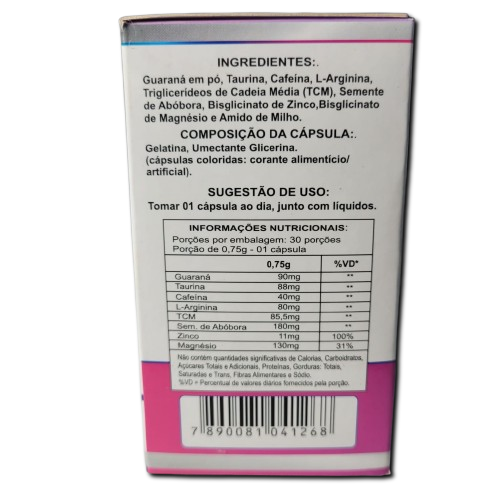 INGREDIENTES:.
Guaraná em pó, Taurina, Cafeína, L-Arginina,
Triglicerídeos de Cadeia Média (TCM), Semente
de Abóbora, Bisglicinato de Zinco,Bisglicinato
de Magnésio e Amido de Milho.
COMPOSIÇÃO DA CÁPSULA:.
Gelatina, Umectante Glicerina.
(cápsulas coloridas: corante alimentício/
artificial).
SUGESTÃO DE USO:
Tomar 01 cápsula ao dia, junto com líquidos.
INFORMAÇÕES NUTRICIONAIS:
Porções por embalagem: 30 porções
Porção de 0,75g - 01 cápsula
0,75g %VD*
Guaraná 90mg **
Taurina 88mg **
Cafeína 40mg **
L-Arginina 80mg **
TCM 85,5mg **
Sem. de Abóbora 180mg **
Zinco 11mg 100%
Magnésio 130mg 31%
Não contém quantidades significativas de Calorias, Carboidratos,
Açúcares Totais e Adicionais, Proteínas, Gorduras: Totais,
Saturadas e Trans, Fibras Alimentares e Sódio.
%VD = Percentual de valores diários fornecidos pela porção.
7 890081 041268